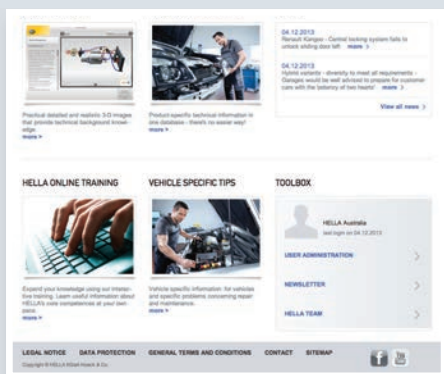 Practical detailed and realistic 3-D images
that provide technical background knowl-
edge.
more >
Product-specific technical information in
one database - there's no easier way!
more >
04.12.2013
Renault Kangoo - Central locking system fails to
unlock sliding door left more >
04.12.2013
Hybrid variants - diversity to meet all requirements -
Garages would be well advised to prepare for customer
cars with the 'latency of two hearts' more >
View all news >
HELLA ONLINE TRAINING
Expand your knowledge using our interac-
tive training. Learn useful information about
HELLA's core competences at your own
pace.
more >
VEHICLE SPECIFIC TIPS
Vehicle specific information: for vehicles
and specific problems concerning repair
and maintenance.
more >
TOOLBOX
HELLA Australia
last login on 04.12.2013
USER ADMINISTRATION
NEWSLETTER
HELLA TEAM
LEGAL NOTICE DATA PROTECTION GENERAL TERMS AND CONDITIONS CONTACT SITEMAP
Copyright © HELLA KGaA Hueck & Co.
f
You
Tube